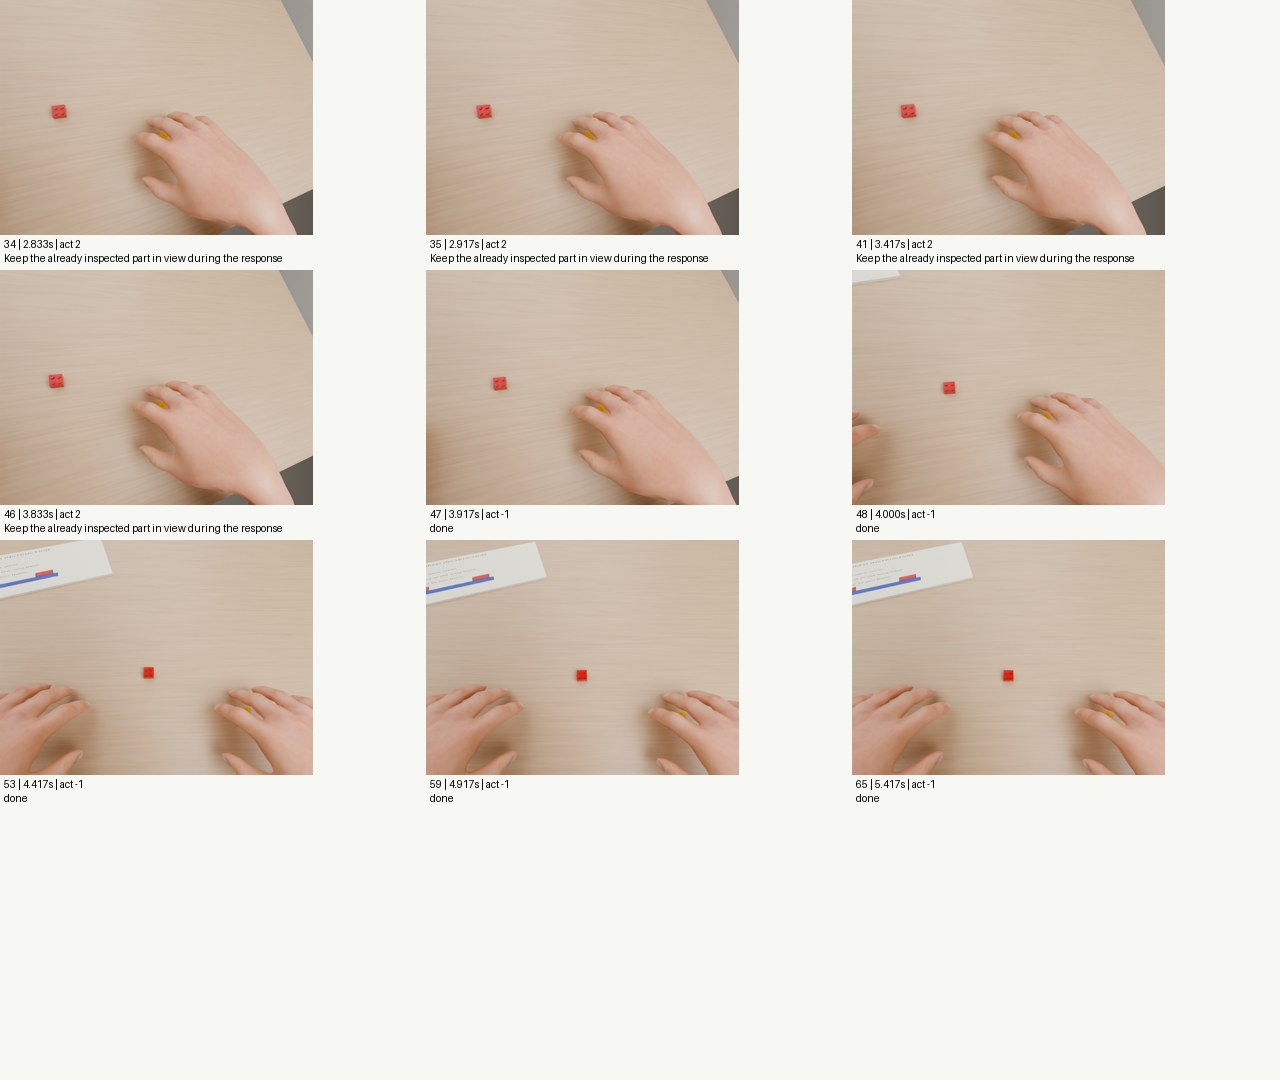 34 | 2.833s | act 2
Keep the already inspected part in view during the response
35 | 2.917s | act 2
Keep the already inspected part in view during the response
41 | 3.417s | act 2
Keep the already inspected part in view during the response
46 | 3.833s | act 2
Keep the already inspected part in view during the response
47 | 3.917s | act -1
done
48 | 4.000s | act -1
done
53 | 4.417s | act -1
done
59 | 4.917s | act -1
done
65 | 5.417s | act -1
done